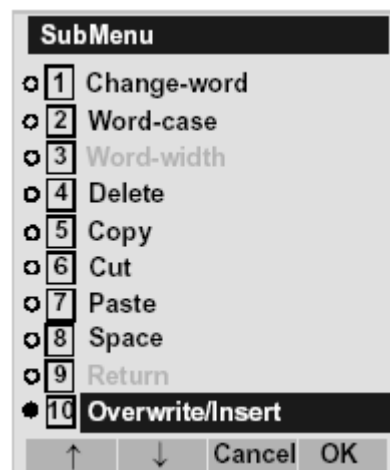 SubMenu
1 Change-word
2 Word-case
3 Word-width
4 Delete
5 Copy
6 Cut
7 Paste
8 Space
9 Return
10 Overwrite/Insert
↑ ↓ Cancel OK